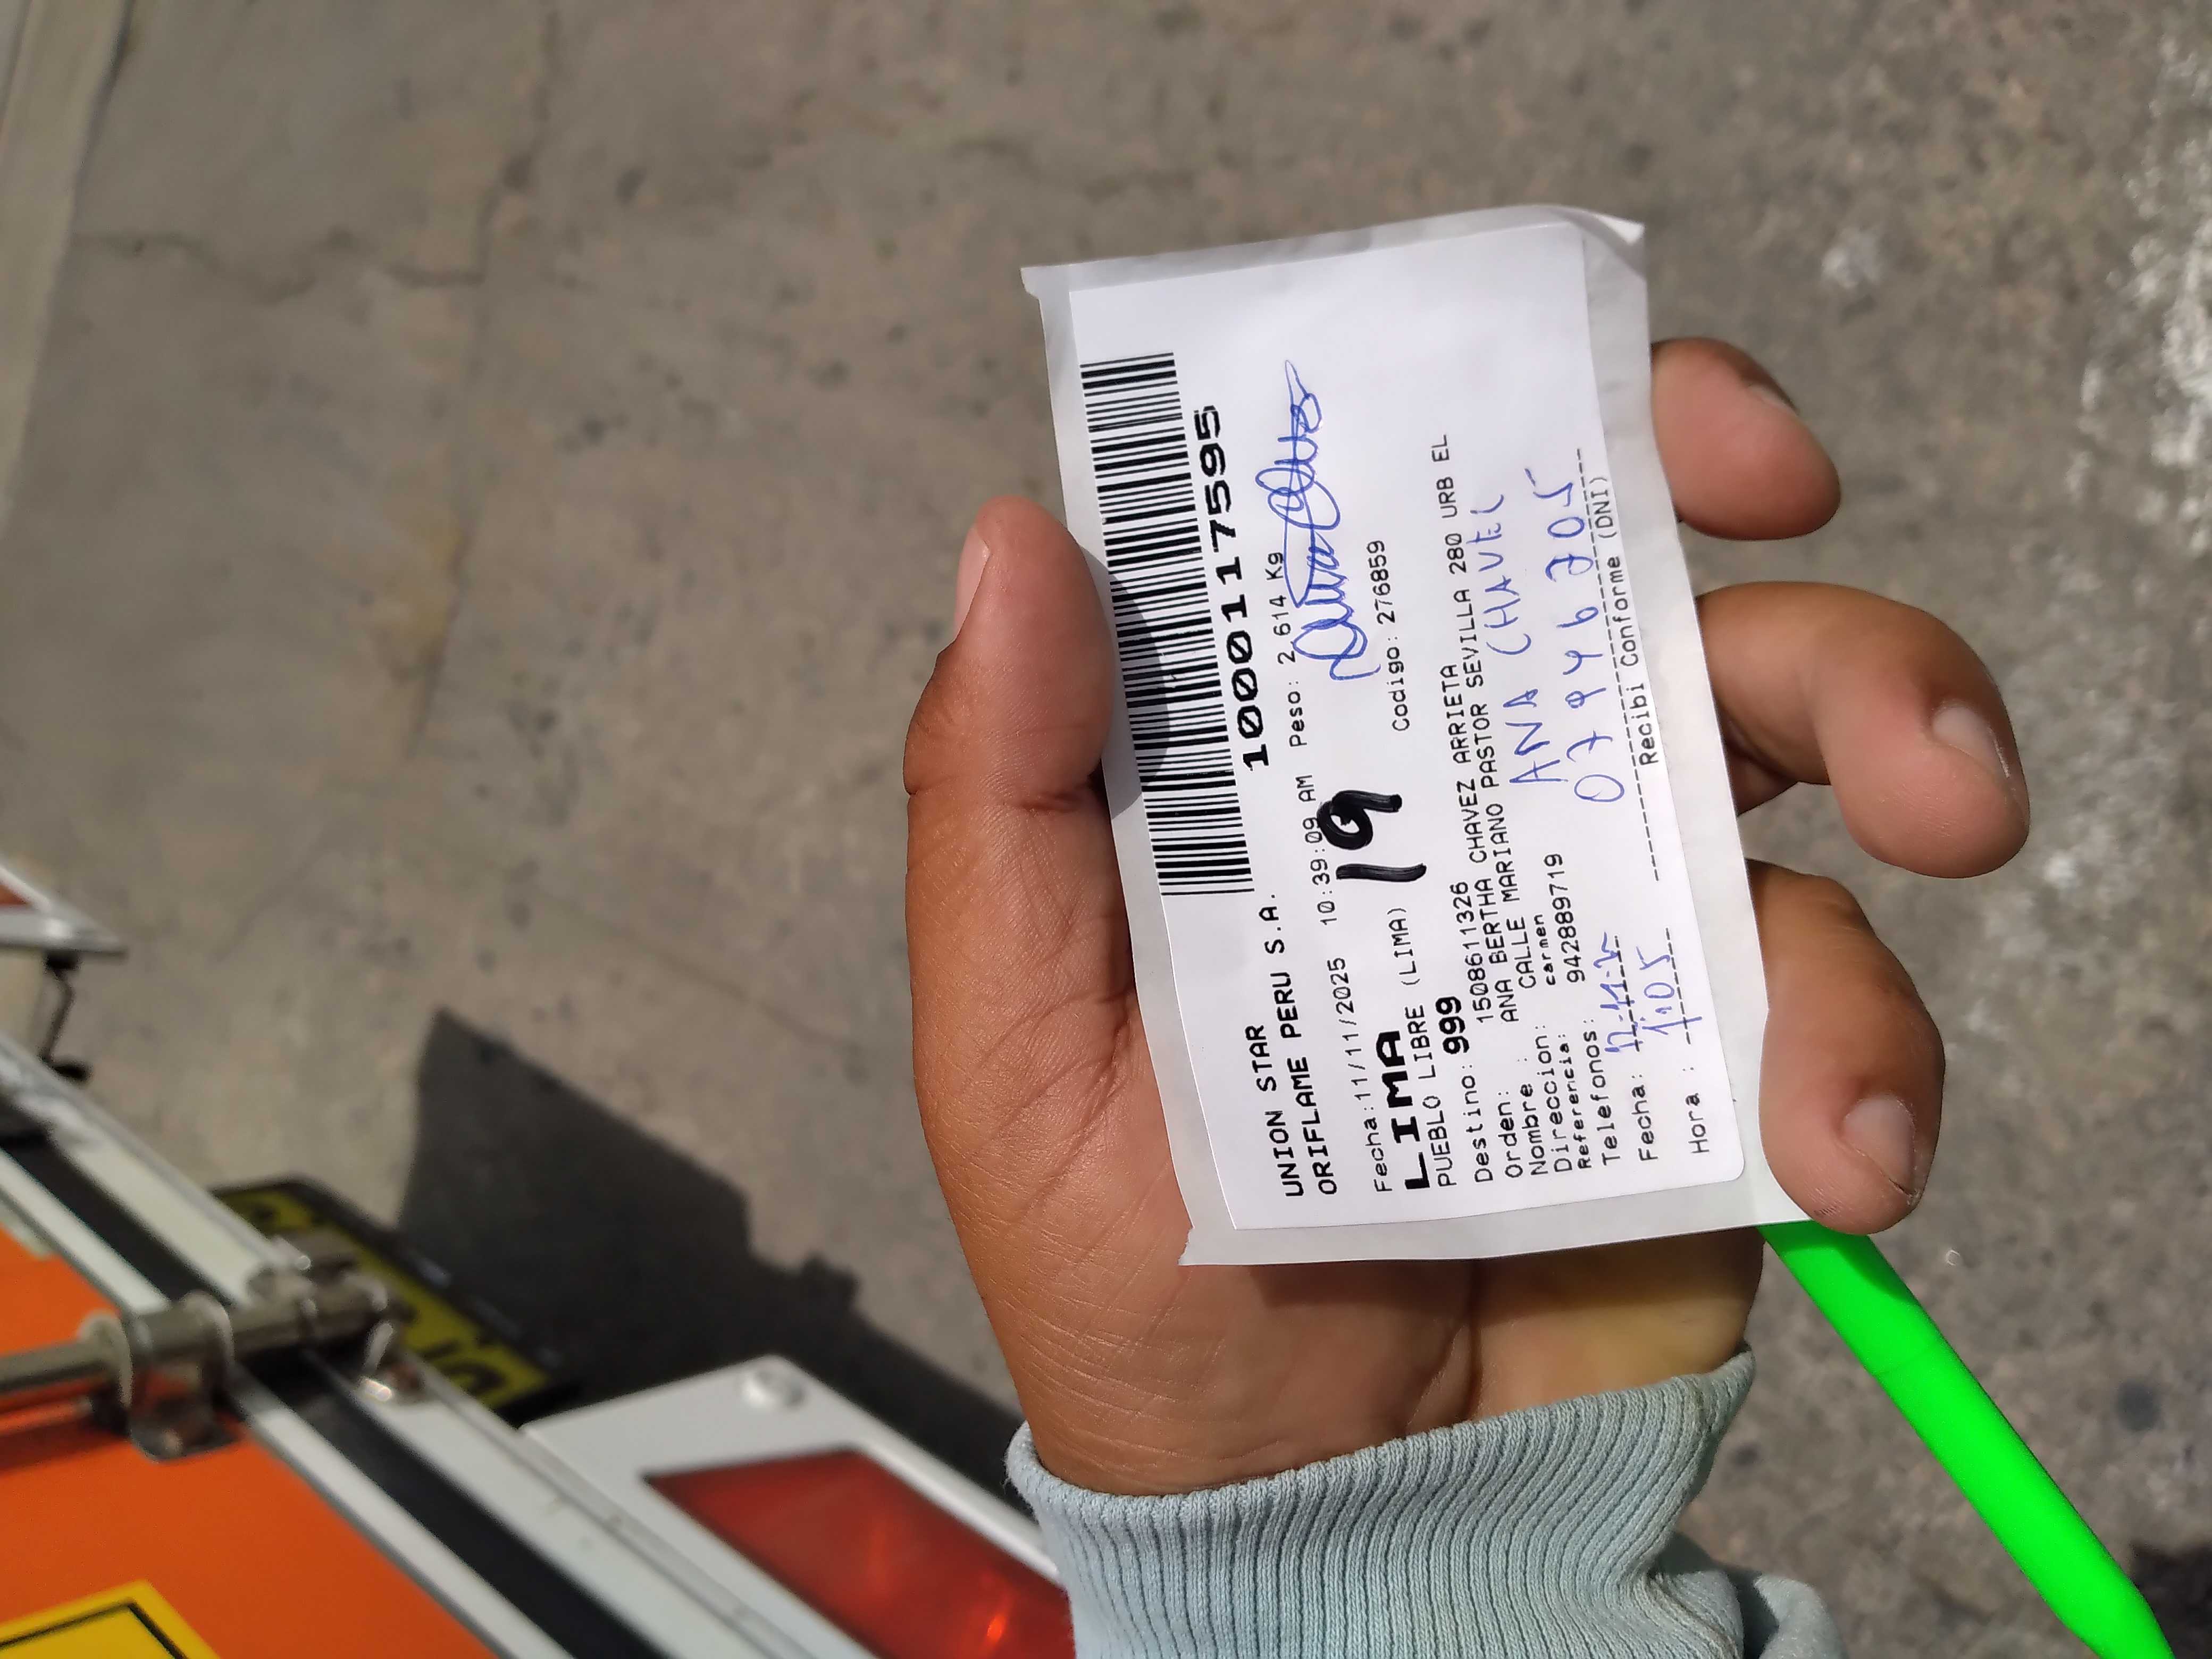 1000117595
UNION STAR
ORIFLAME PERU S.A.
Fecha:11/11/2025 10:39:09 AM Peso: 2.614 Kg
LIMA
19
PUEBLO LIBRE (LIMA) Codigo: 276859
Destino: 999
Orden: 1508611326
Nombre : ANA BERTHA CHAVEZ ARRIETA
Direccion: CALLE MARIANO PASTOR SEVILLA 280 URB EL
Referencia: carmen
Telefonos: 942889719
ANA CHAVEZ
Fecha:
07946705
Hora : 1:05
Recibi Conforme (DNI)